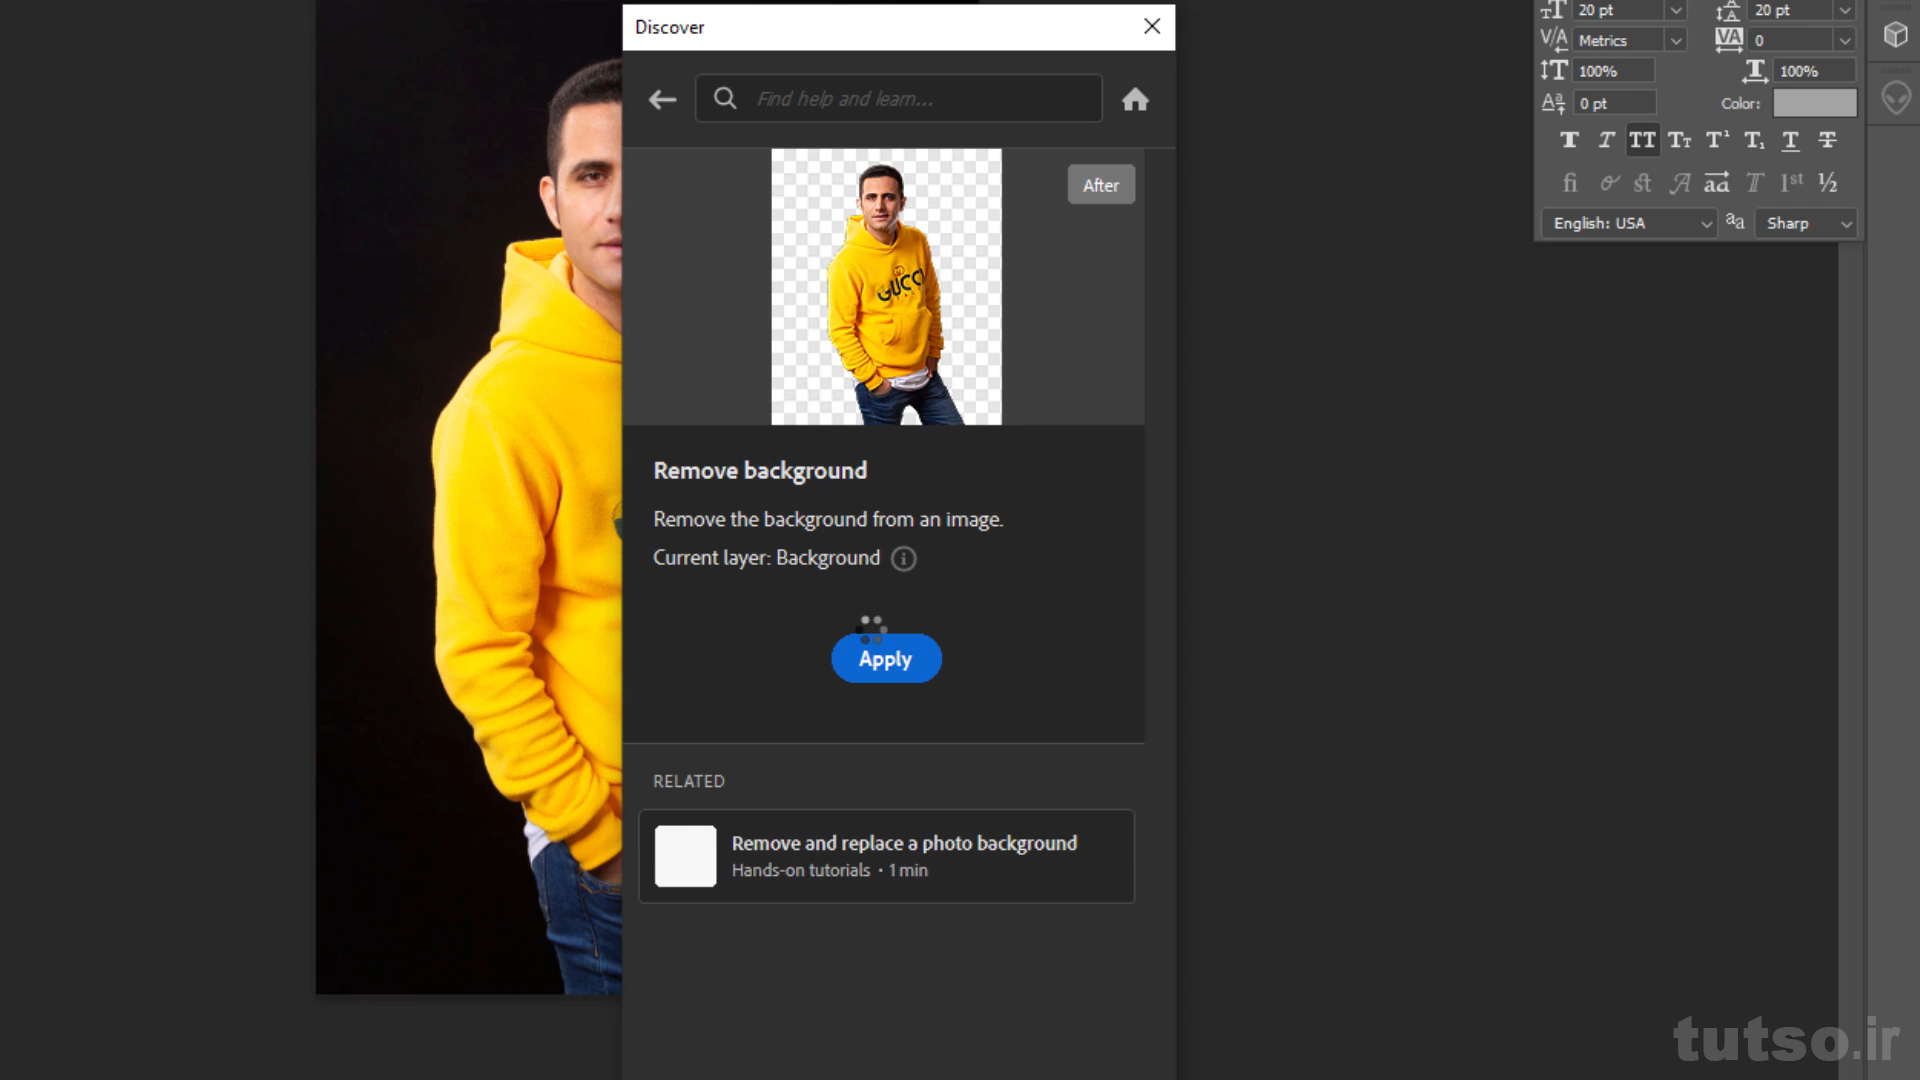 Discover
Find help and learn...
After
GUCCI
Remove background
Remove the background from an image.
Current layer: Background
Apply
RELATED
Remove and replace a photo background
Hands-on tutorials · 1 min
20 pt
20 pt
Metrics
0
100%
100%
0 pt
Color:
English: USA
Sharp
tutso.ir